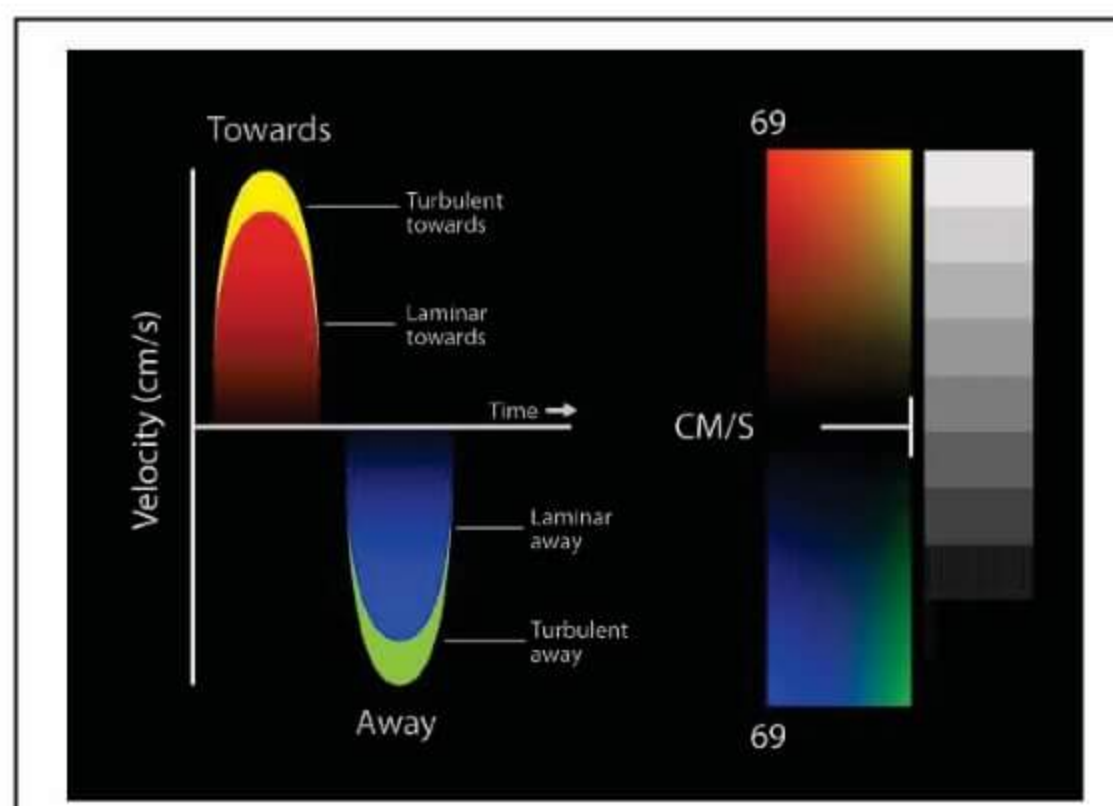 Towards
Turbulent
towards
Laminar
towards
Velocity (cm/s)
Time
Laminar
away
Turbulent
away
Away
69
CM/S
69